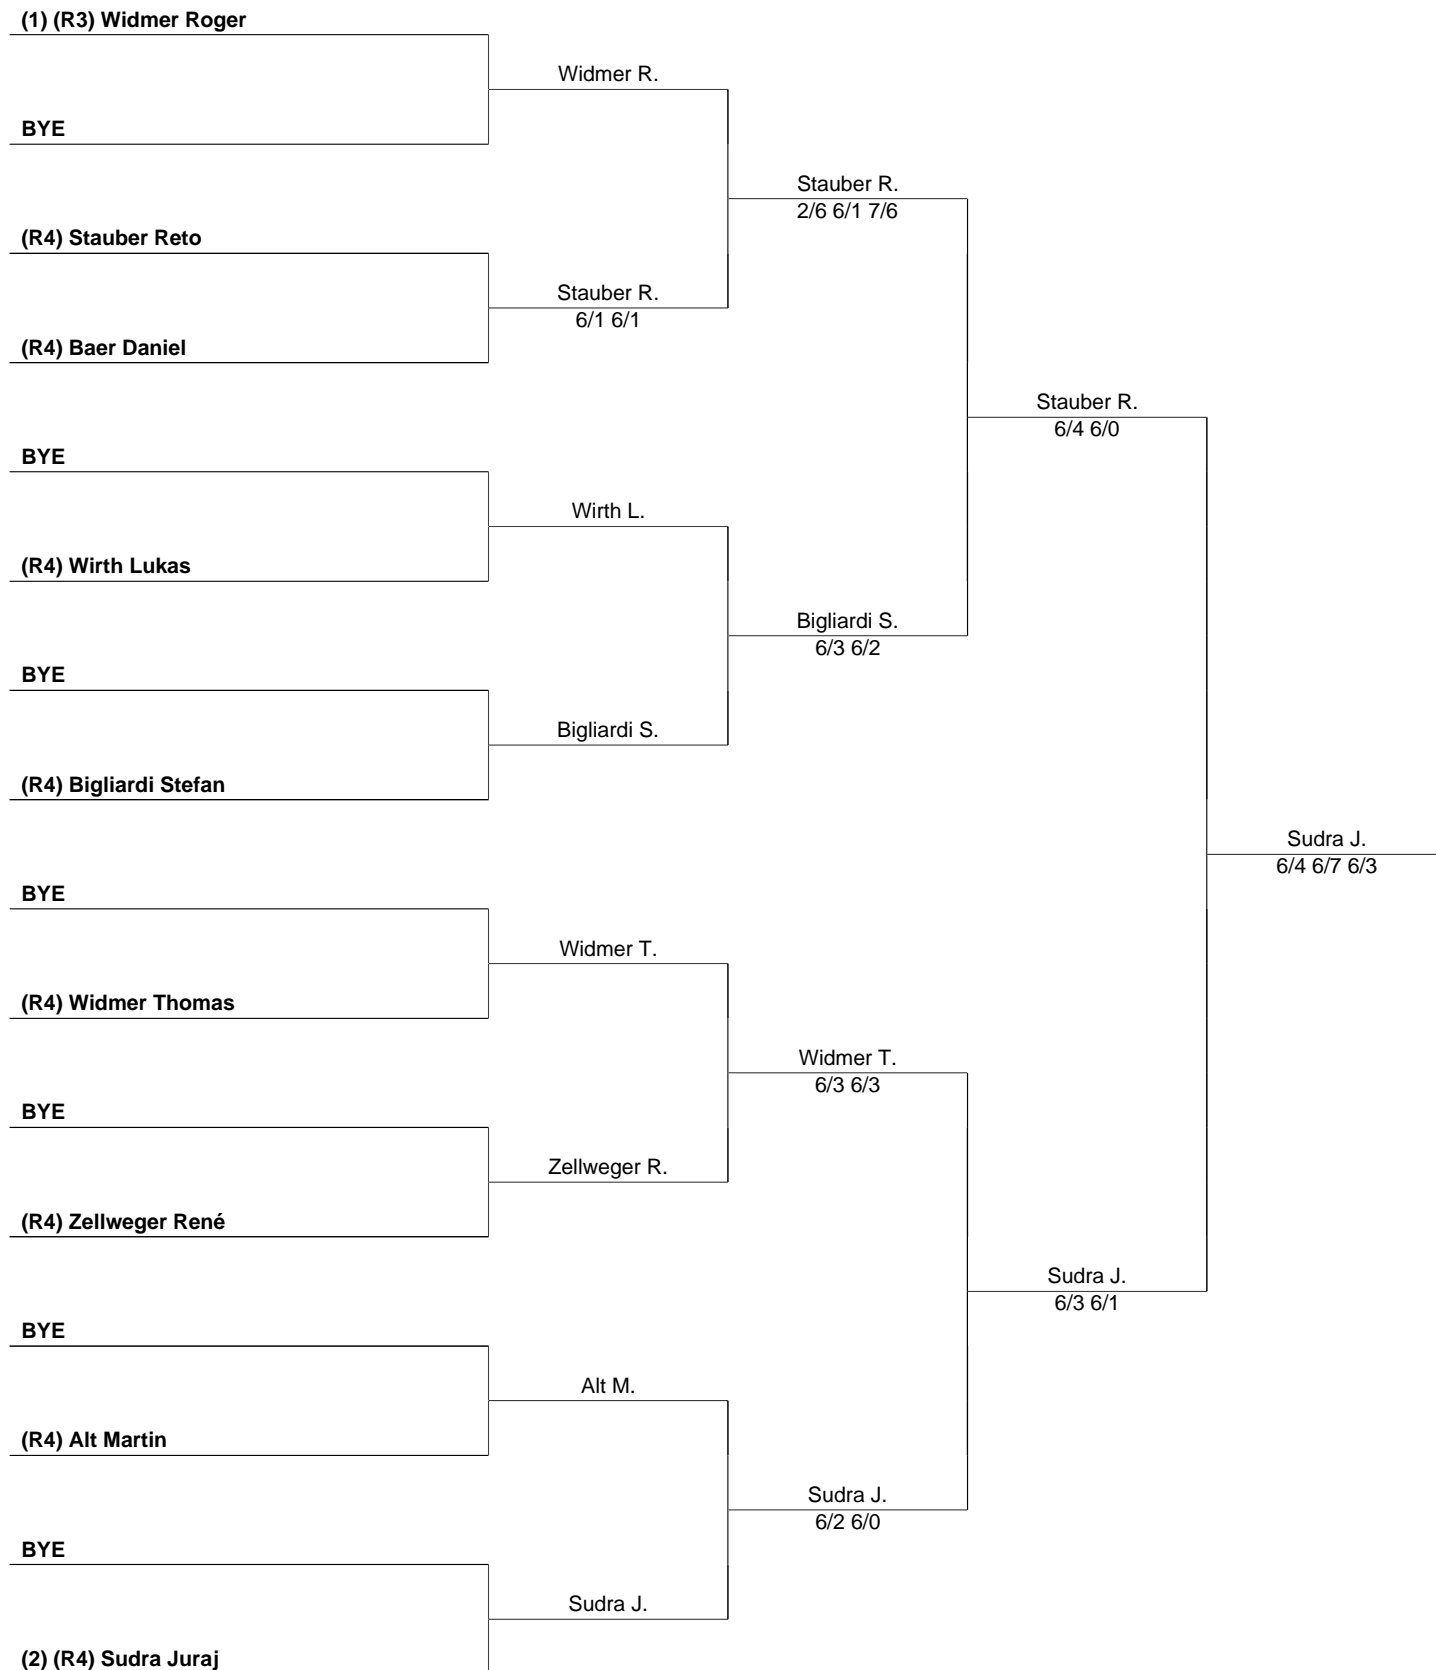 (1) (R3) Widmer Roger
Widmer R.
BYE
Stauber R.
2/6 6/1 7/6
(R4) Stauber Reto
Stauber R.
6/1 6/1
(R4) Baer Daniel
Stauber R.
6/4 6/0
BYE
Wirth L.
(R4) Wirth Lukas
Bigliardi S.
6/3 6/2
BYE
Bigliardi S.
(R4) Bigliardi Stefan
Sudra J.
6/4 6/7 6/3
BYE
Widmer T.
(R4) Widmer Thomas
Widmer T.
6/3 6/3
BYE
Zellweger R.
(R4) Zellweger René
Sudra J.
6/3 6/1
BYE
Alt M.
(R4) Alt Martin
Sudra J.
6/2 6/0
BYE
Sudra J.
(2) (R4) Sudra Juraj